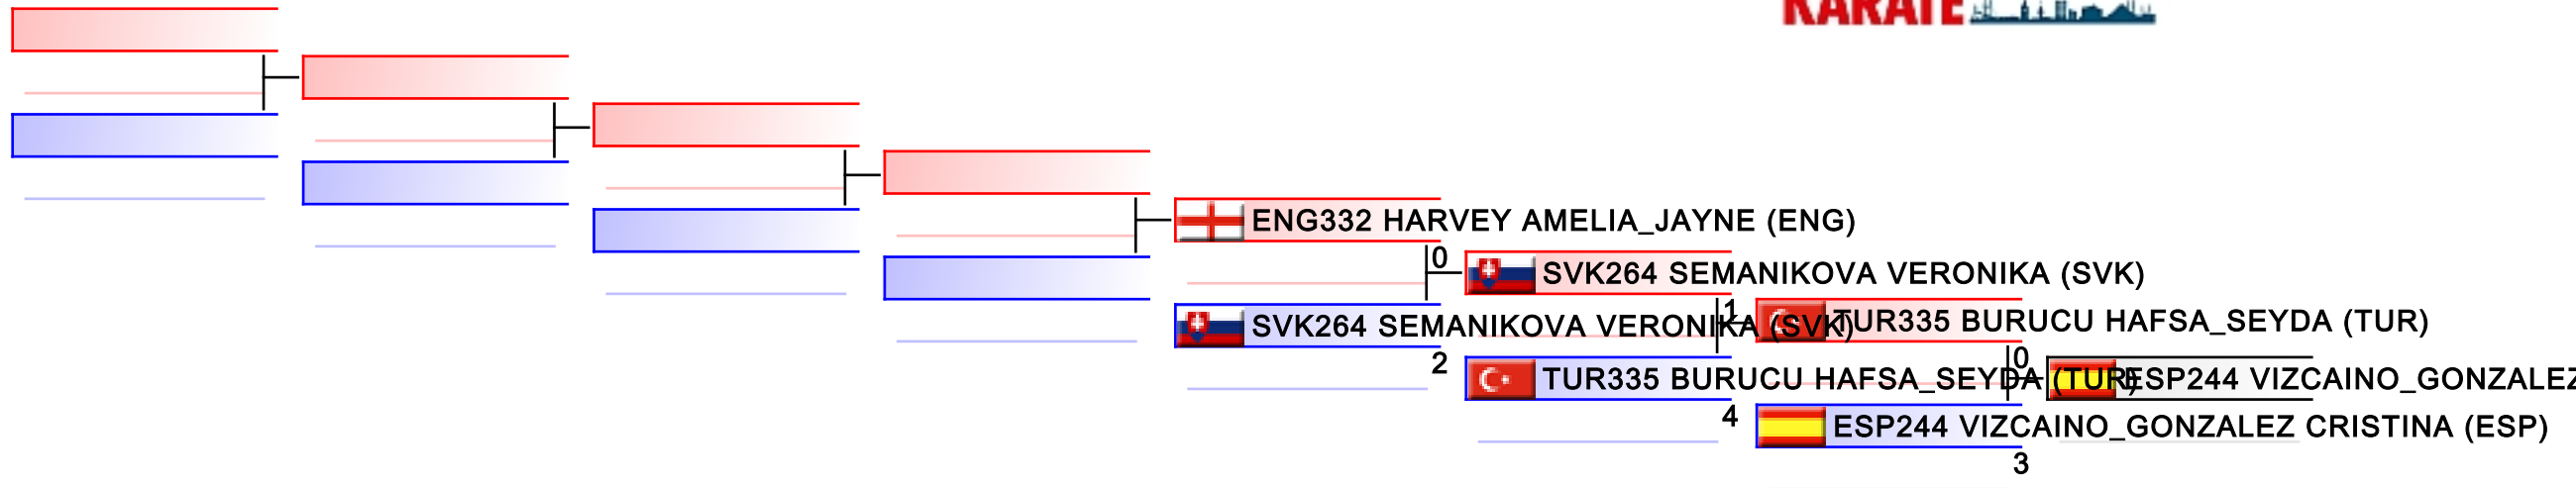 KARATE
ENG332 HARVEY AMELIA_JAYNE (ENG)
0
SVK264 SEMANIKOVA VERONIKA (SVK)
SVK264 SEMANIKOVA VERONIKA (SVK)
2
1
TUR335 BURUCU HAFSA_SEYDA (TUR)
TUR335 BURUCU HAFSA_SEYDA (TUR)
4
0
ESP244 VIZCAINO_GONZALEZ
ESP244 VIZCAINO_GONZALEZ CRISTINA (ESP)
3